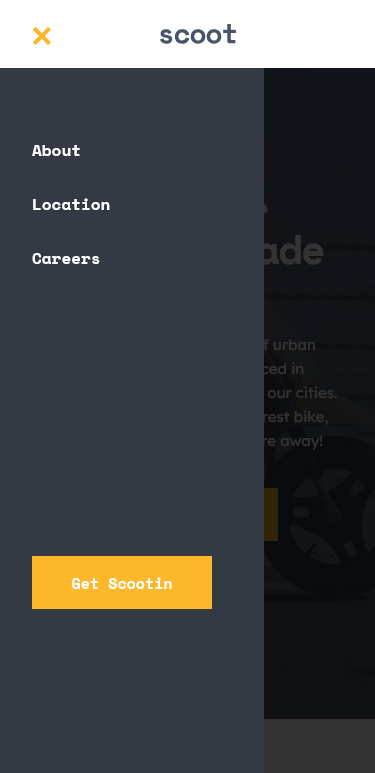 scoot
About
Location
Careers
ade
urban
ced in
our cities.
rest bike,
re away!
Get Scootin